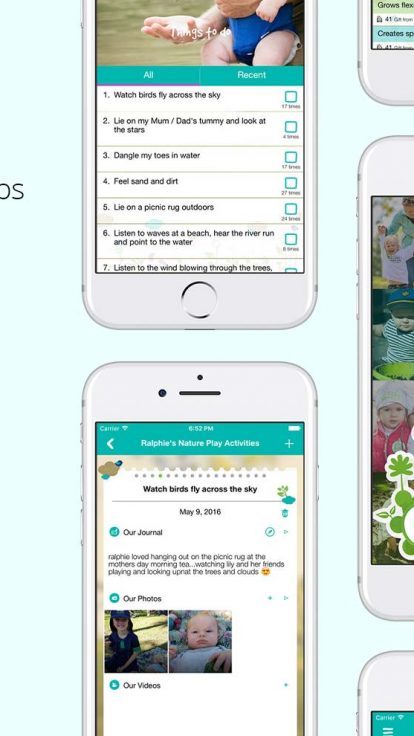 Things to do
All
Recent
1. Watch birds fly across the sky
17 times
2. Lie on my Mum / Dad's tummy and look at
the stars
4 times
3. Dangle my toes in water
17 times
4. Feel sand and dirt
27 times
5. Lie on a picnic rug outdoors
24 times
6. Listen to waves at a beach, hear the river run
and point to the water
8 times
7. Listen to the wind blowing through the trees,
Grows flex
41
Creates sp
41
ps
Carrier
6:52 PM
Ralphie's Nature Play Activities
Watch birds fly across the sky
May 9, 2016
Our Journal
ralphie loved hanging out on the picnic rug at the
mothers day morning tea...watching lily and her friends
playing and looking uprat the trees and clouds 😍
Our Photos
Our Videos
Carrier